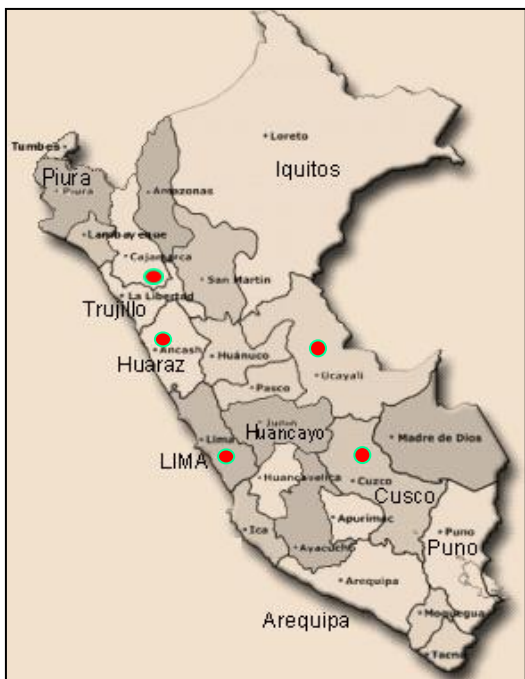 Loreto
Tumbes
Iquitos
Piura
Piura
Amazonas
Lambayeque
Cajamarca
San Martin
La Libertad
Trujillo
Ancash
Huánuco
Huaraz
Ucayali
Pasco
Junin
Huancayo
Lima
Madre de Dios
LIMA
Huancavelica
Cuzco
Cusco
Apurimac
Ica
Puno
Puno
Ayacucho
Arequipa
Moquegua
Arequipa
Tacna